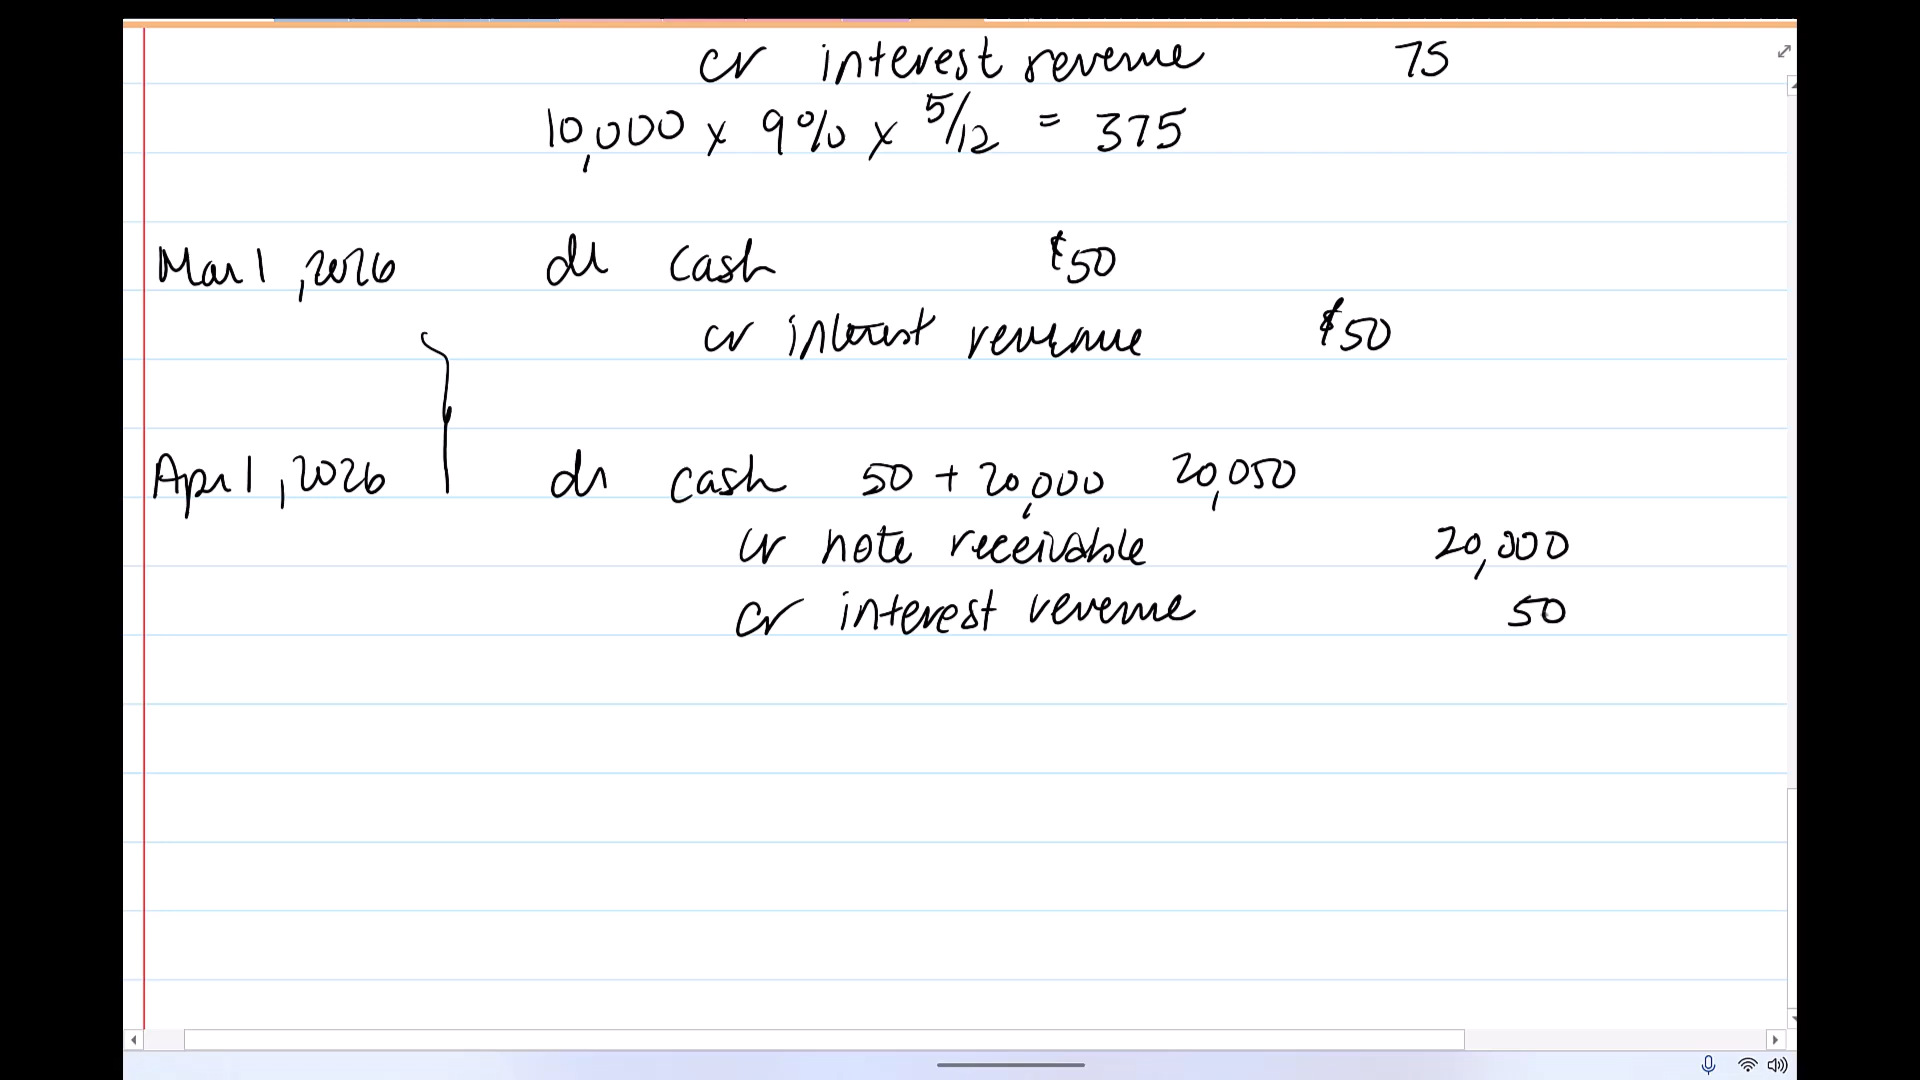 cr interest revenue 75
10,000 x 9% x 5/12 = 375
Mar 1, 2026 dr cash $50
cr interest revenue $50
Apr 1, 2026 dr cash 50 + 20,000 20,050
cr note receivable 20,000
cr interest revenue 50